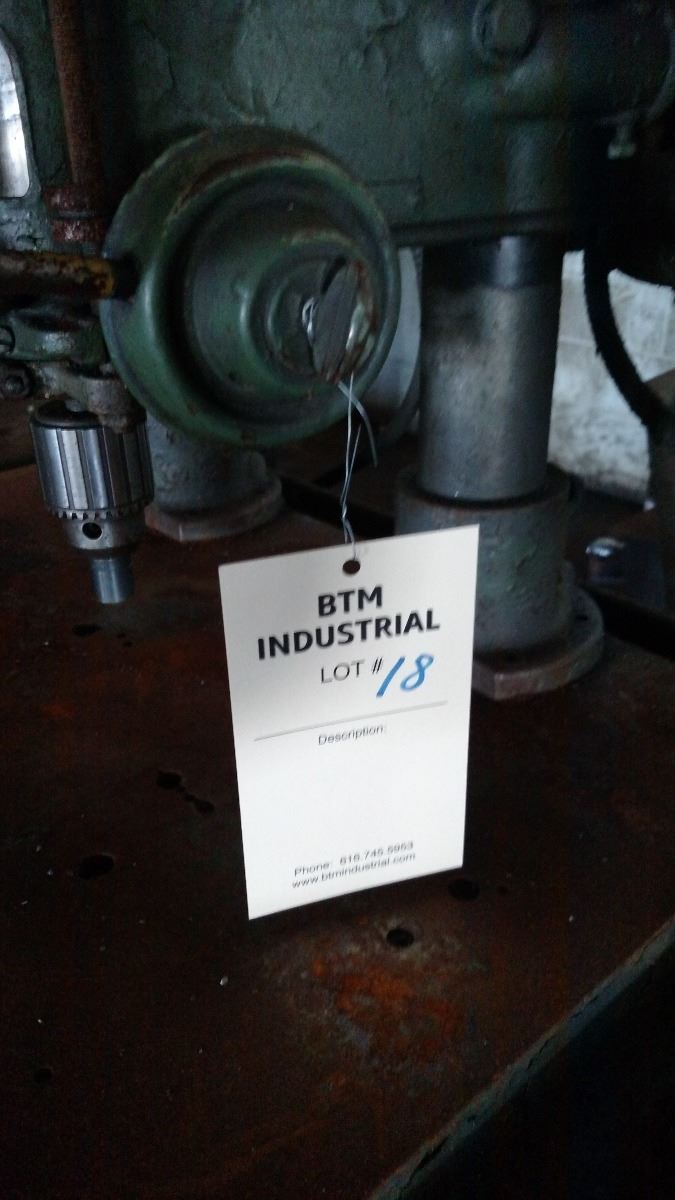 BTM
INDUSTRIAL
LOT # 18
Description:
Phone: 616.745.5953
www.btmindustrial.com